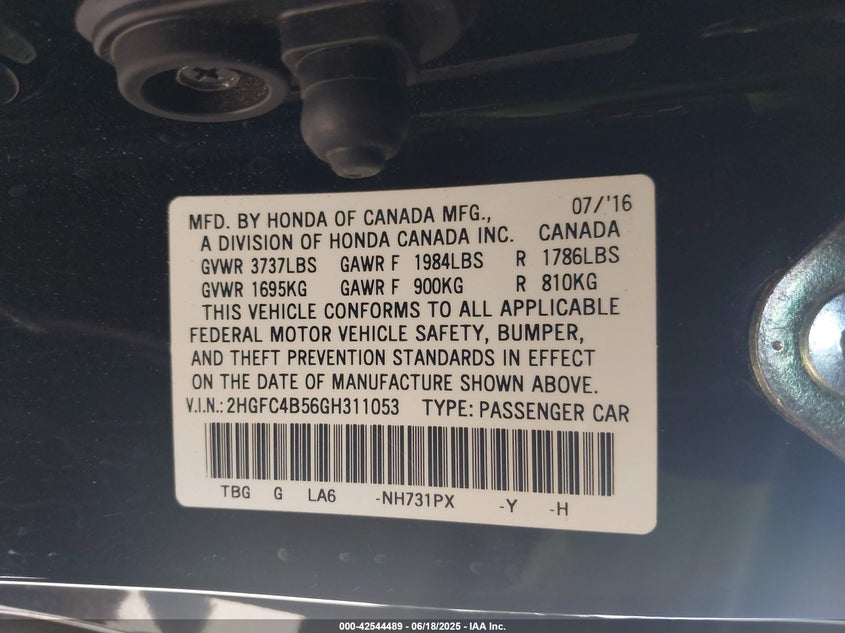 07/'16
MFD. BY HONDA OF CANADA MFG.,
A DIVISION OF HONDA CANADA INC. CANADA
GVWR 3737LBS GAWR F 1984LBS R 1786LBS
GVWR 1695KG GAWR F 900KG R 810KG
THIS VEHICLE CONFORMS TO ALL APPLICABLE
FEDERAL MOTOR VEHICLE SAFETY, BUMPER,
AND THEFT PREVENTION STANDARDS IN EFFECT
ON THE DATE OF MANUFACTURE SHOWN ABOVE.
V.I.N.: 2HGFC4B56GH311053 TYPE: PASSENGER CAR
TBG G LA6 -NH731PX -Y -H
000-42544489 - 06/18/2025 - IAA Inc.